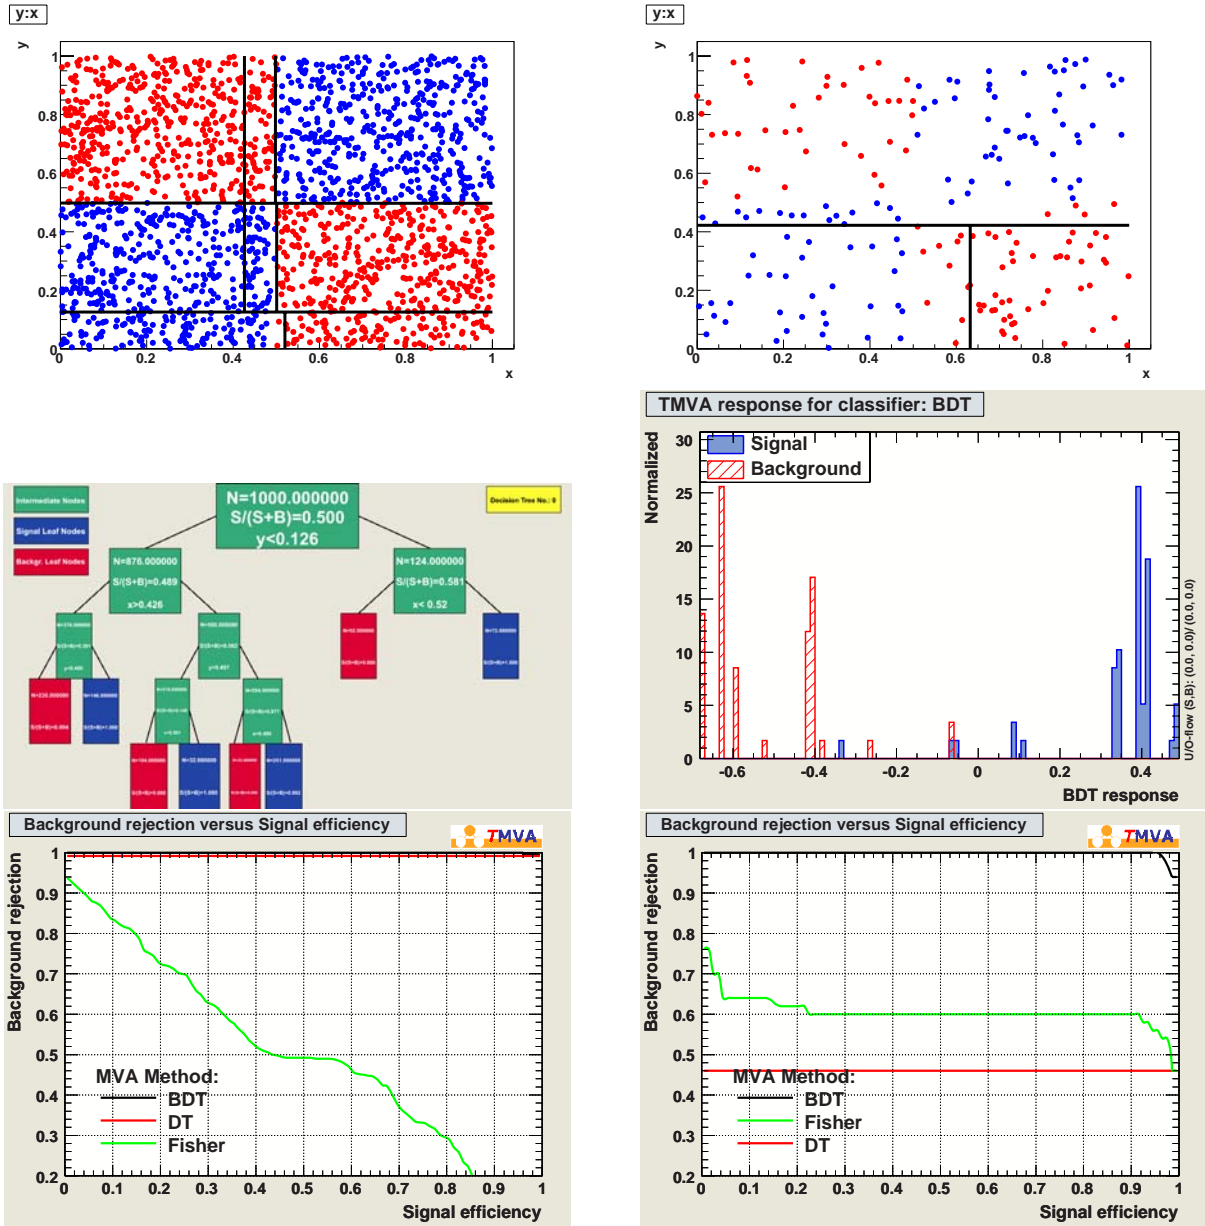 y:x
y
1
0.8
0.6
0.4
0.2
0
0 0.2 0.4 0.6 0.8 1
x
y:x
y
1
0.8
0.6
0.4
0.2
0
0 0.2 0.4 0.6 0.8 1
x
Intermediate Nodes
Signal Leaf Nodes
Backgr. Leaf Nodes
Decision Tree No.: 0
N=1000.000000
S/(S+B)=0.500
y<0.126
N=876.000000
S/(S+B)=0.489
x>0.426
N=124.000000
S/(S+B)=0.581
x< 0.52
TMVA response for classifier: BDT
Normalized
30
25
20
15
10
5
0
Signal
Background
-0.6 -0.4 -0.2 0 0.2 0.4
BDT response
U/O-flow (S,B): (0.0, 0.0)/ (0.0, 0.0)
Background rejection versus Signal efficiency
TMVA
Background rejection
1
0.9
0.8
0.7
0.6
0.5
0.4
0.3
0.2
MVA Method:
BDT
DT
Fisher
0 0.1 0.2 0.3 0.4 0.5 0.6 0.7 0.8 0.9 1
Signal efficiency
Background rejection versus Signal efficiency
TMVA
Background rejection
1
0.9
0.8
0.7
0.6
0.5
0.4
0.3
0.2
MVA Method:
BDT
Fisher
DT
0 0.1 0.2 0.3 0.4 0.5 0.6 0.7 0.8 0.9 1
Signal efficiency